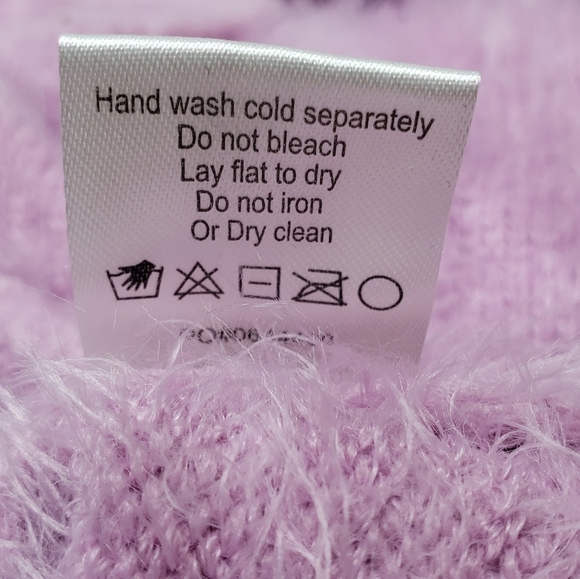 Hand wash cold separately
Do not bleach
Lay flat to dry
Do not iron
Or Dry clean